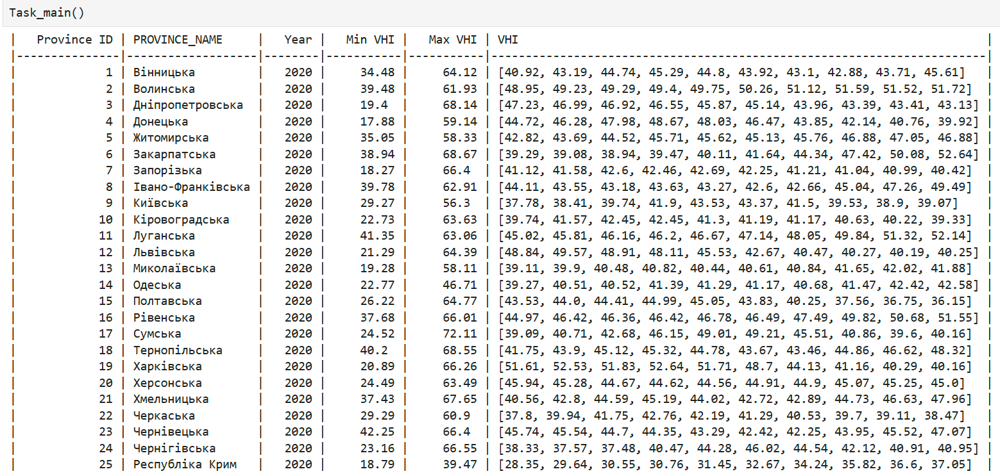 Task_main()
|   Province ID | PROVINCE_NAME     |   Year |   Min VHI |   Max VHI | VHI                                                                    |
|---------------|-------------------|--------|-----------|-----------|------------------------------------------------------------------------|
|             1 | Вінницька         |   2020 |     34.48 |     64.12 | [40.92, 43.19, 44.74, 45.29, 44.8, 43.92, 43.1, 42.88, 43.71, 45.61]   |
|             2 | Волинська         |   2020 |     39.48 |     61.93 | [48.95, 49.23, 49.29, 49.4, 49.75, 50.26, 51.12, 51.59, 51.52, 51.72]  |
|             3 | Дніпропетровська  |   2020 |     19.4  |     68.14 | [47.23, 46.99, 46.92, 46.55, 45.87, 45.14, 43.96, 43.39, 43.41, 43.13] |
|             4 | Донецька          |   2020 |     17.88 |     59.14 | [44.72, 46.28, 47.98, 48.67, 48.03, 46.47, 43.85, 42.14, 40.76, 39.92] |
|             5 | Житомирська       |   2020 |     35.05 |     58.33 | [42.82, 43.69, 44.52, 45.71, 45.62, 45.13, 45.76, 46.88, 47.05, 46.88] |
|             6 | Закарпатська      |   2020 |     38.94 |     68.67 | [39.29, 39.08, 38.94, 39.47, 40.11, 41.64, 44.34, 47.42, 50.08, 52.64] |
|             7 | Запорізька        |   2020 |     18.27 |     66.4  | [41.12, 41.58, 42.6, 42.46, 42.69, 42.25, 41.21, 41.04, 40.99, 40.42]  |
|             8 | Івано-Франківська |   2020 |     39.78 |     62.91 | [44.11, 43.55, 43.18, 43.63, 43.27, 42.6, 42.66, 45.04, 47.26, 49.49]  |
|             9 | Київська          |   2020 |     29.27 |     56.3  | [37.78, 38.41, 39.74, 41.9, 43.53, 43.37, 41.5, 39.53, 38.9, 39.07]    |
|            10 | Кіровоградська    |   2020 |     22.73 |     63.63 | [39.74, 41.57, 42.45, 42.45, 41.3, 41.19, 41.17, 40.63, 40.22, 39.33]  |
|            11 | Луганська         |   2020 |     41.35 |     63.06 | [45.02, 45.81, 46.16, 46.2, 46.67, 47.14, 48.05, 49.84, 51.32, 52.14]  |
|            12 | Львівська         |   2020 |     21.29 |     64.39 | [48.84, 49.57, 48.91, 48.11, 45.53, 42.67, 40.47, 40.27, 40.19, 40.25] |
|            13 | Миколаївська      |   2020 |     19.28 |     58.11 | [39.11, 39.9, 40.48, 40.82, 40.44, 40.61, 40.84, 41.65, 42.02, 41.88]  |
|            14 | Одеська           |   2020 |     22.77 |     46.71 | [39.27, 40.51, 40.52, 41.39, 41.29, 41.17, 40.68, 41.47, 42.42, 42.58] |
|            15 | Полтавська        |   2020 |     26.22 |     64.77 | [43.53, 44.0, 44.41, 44.99, 45.05, 43.83, 40.25, 37.56, 36.75, 36.15]  |
|            16 | Рівенська         |   2020 |     37.68 |     66.01 | [44.97, 46.42, 46.36, 46.42, 46.78, 46.49, 47.49, 49.82, 50.68, 51.55] |
|            17 | Сумська           |   2020 |     24.52 |     72.11 | [39.09, 40.71, 42.68, 46.15, 49.01, 49.21, 45.51, 40.86, 39.6, 40.16]  |
|            18 | Тернопільська     |   2020 |     40.2  |     68.55 | [41.75, 43.9, 45.12, 45.32, 44.78, 43.67, 43.46, 44.86, 46.62, 48.32]  |
|            19 | Харківська        |   2020 |     20.89 |     66.26 | [51.61, 52.53, 51.83, 52.64, 51.71, 48.7, 44.13, 41.16, 40.29, 40.16]  |
|            20 | Херсонська        |   2020 |     24.49 |     63.49 | [45.94, 45.28, 44.67, 44.62, 44.56, 44.91, 44.9, 45.07, 45.25, 45.0]   |
|            21 | Хмельницька       |   2020 |     37.43 |     67.65 | [40.56, 42.8, 44.59, 45.19, 44.02, 42.72, 42.89, 44.73, 46.63, 47.96]  |
|            22 | Черкаська         |   2020 |     29.29 |     60.9  | [37.8, 39.94, 41.75, 42.76, 42.19, 41.29, 40.53, 39.7, 39.11, 38.47]   |
|            23 | Чернівецька       |   2020 |     42.25 |     66.4  | [45.74, 45.54, 44.7, 44.35, 43.29, 42.42, 42.25, 43.95, 45.52, 47.07]  |
|            24 | Чернігівська      |   2020 |     23.16 |     66.55 | [38.33, 37.57, 37.48, 40.47, 44.28, 46.02, 44.54, 42.12, 40.91, 40.95] |
|            25 | Республіка Крим   |   2020 |     18.79 |     39.47 | [28.35, 29.64, 30.55, 30.76, 31.45, 32.67, 34.24, 35.82, 36.6, 37.05]  |